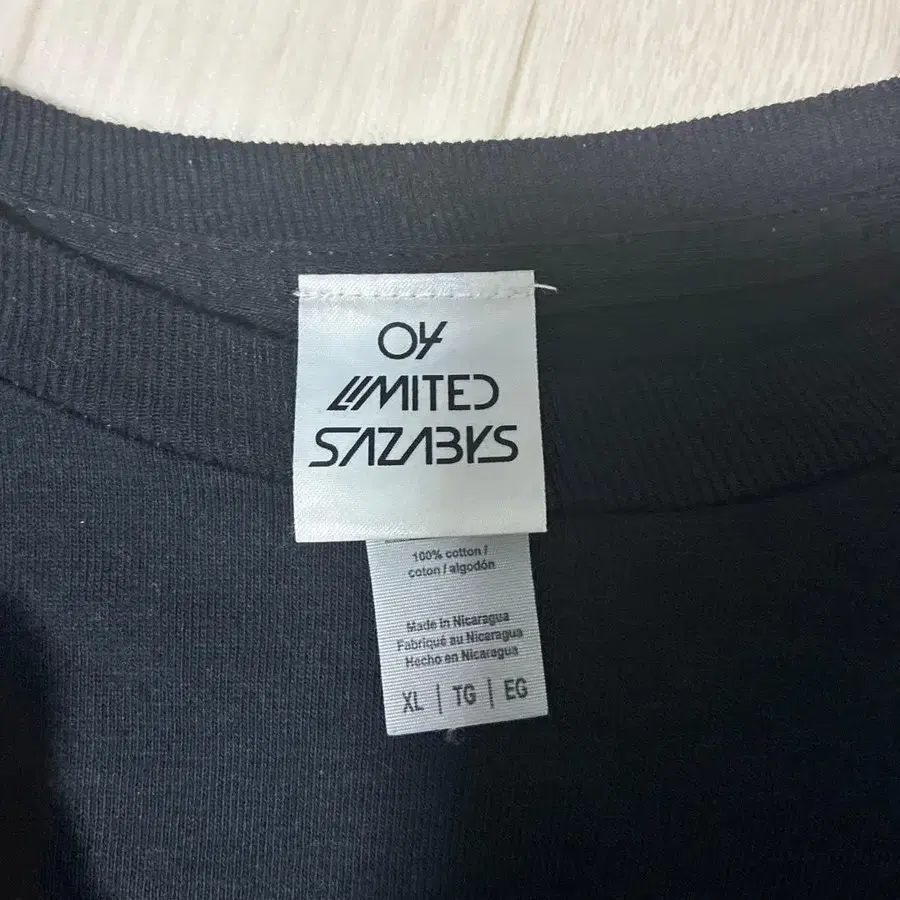 04
LIMITED
SAZABYS
100% cotton /
coton / algodón
Made in Nicaragua
Fabriqué au Nicaragua
Hecho en Nicaragua
XL | TG | EG